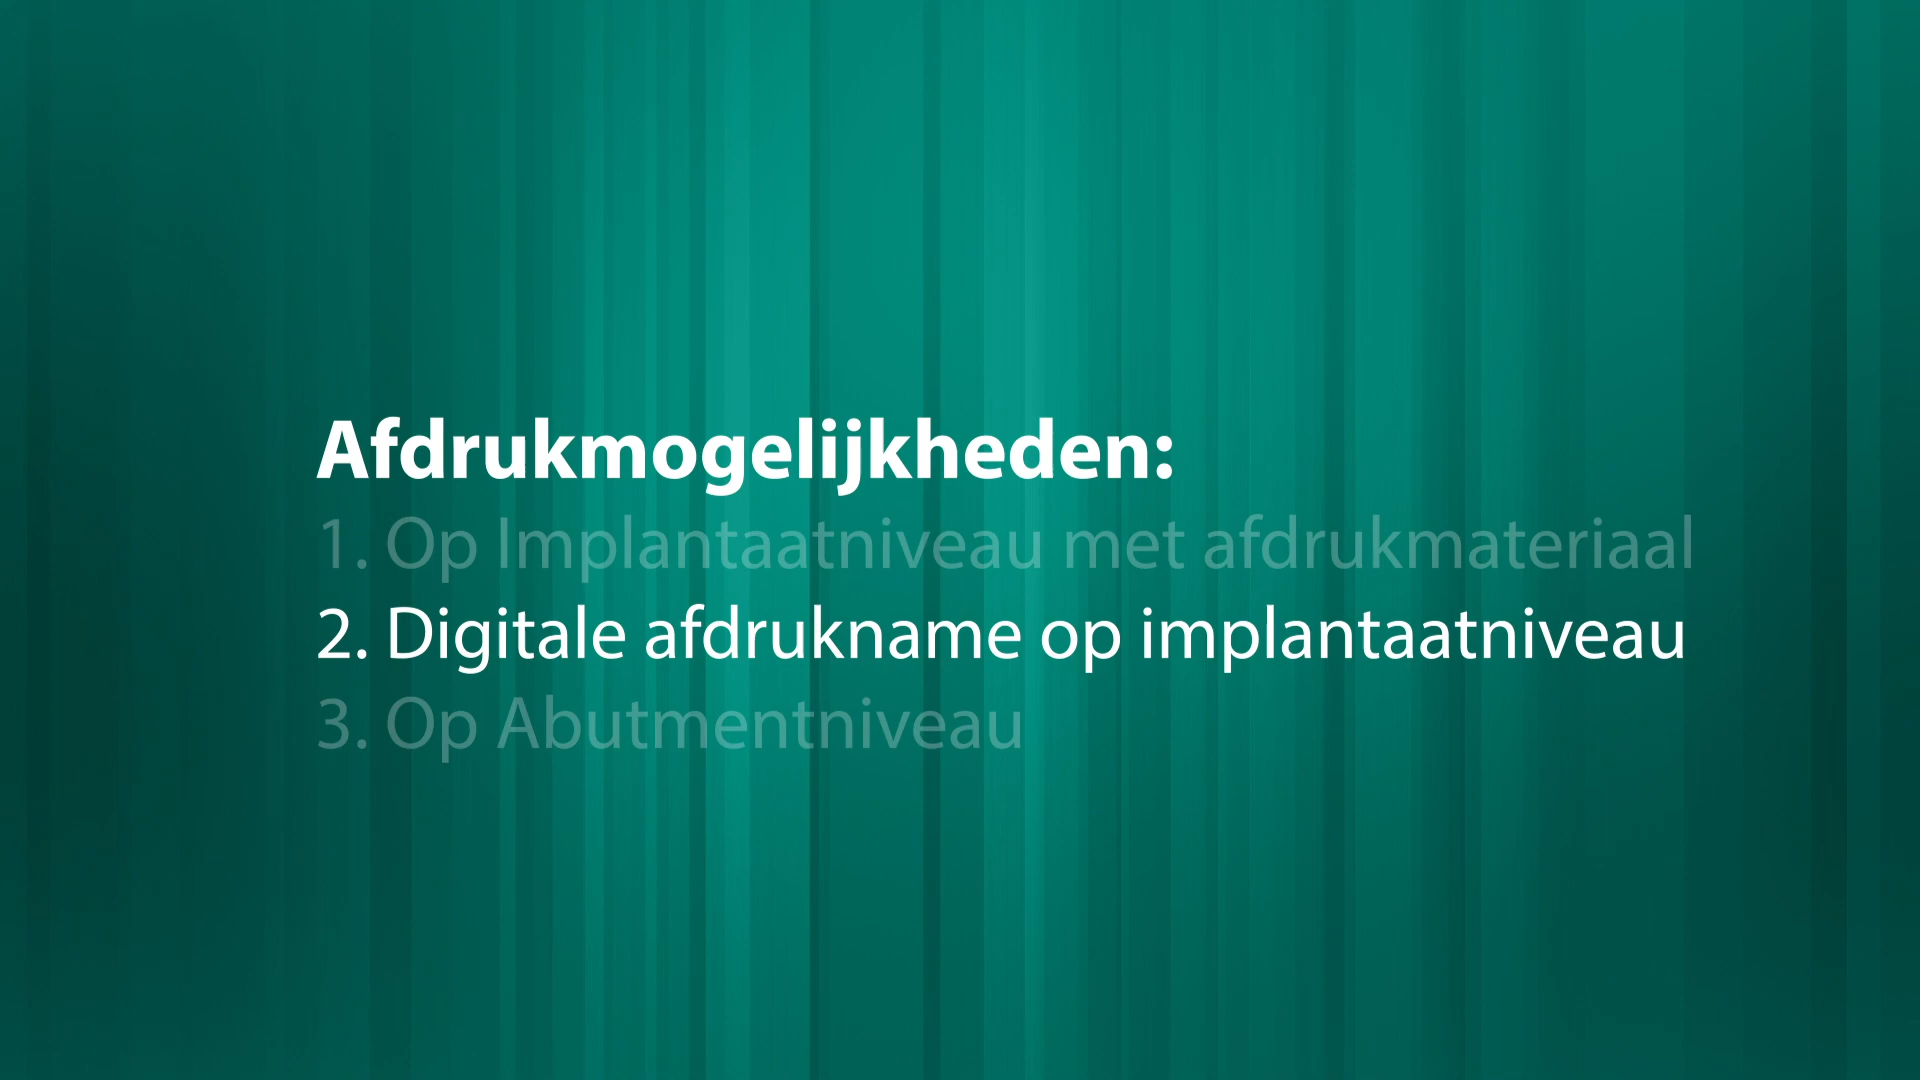 Afdrukmogelijkheden:
1. Op Implantaatniveau met afdrukmateriaal
2. Digitale afdrukname op implantaatniveau
3. Op Abutmentniveau